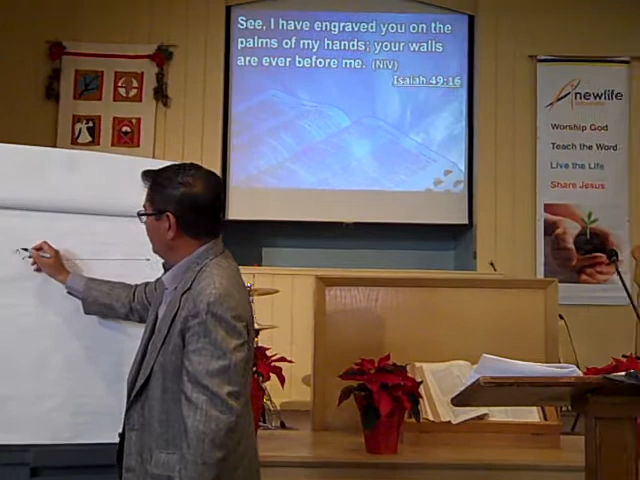 See, I have engraved you on the
palms of my hands; your walls
are ever before me. (NIV)
Isaiah 49:16
newlife
Worship God
Teach the Word
Live the Life
Share Jesus